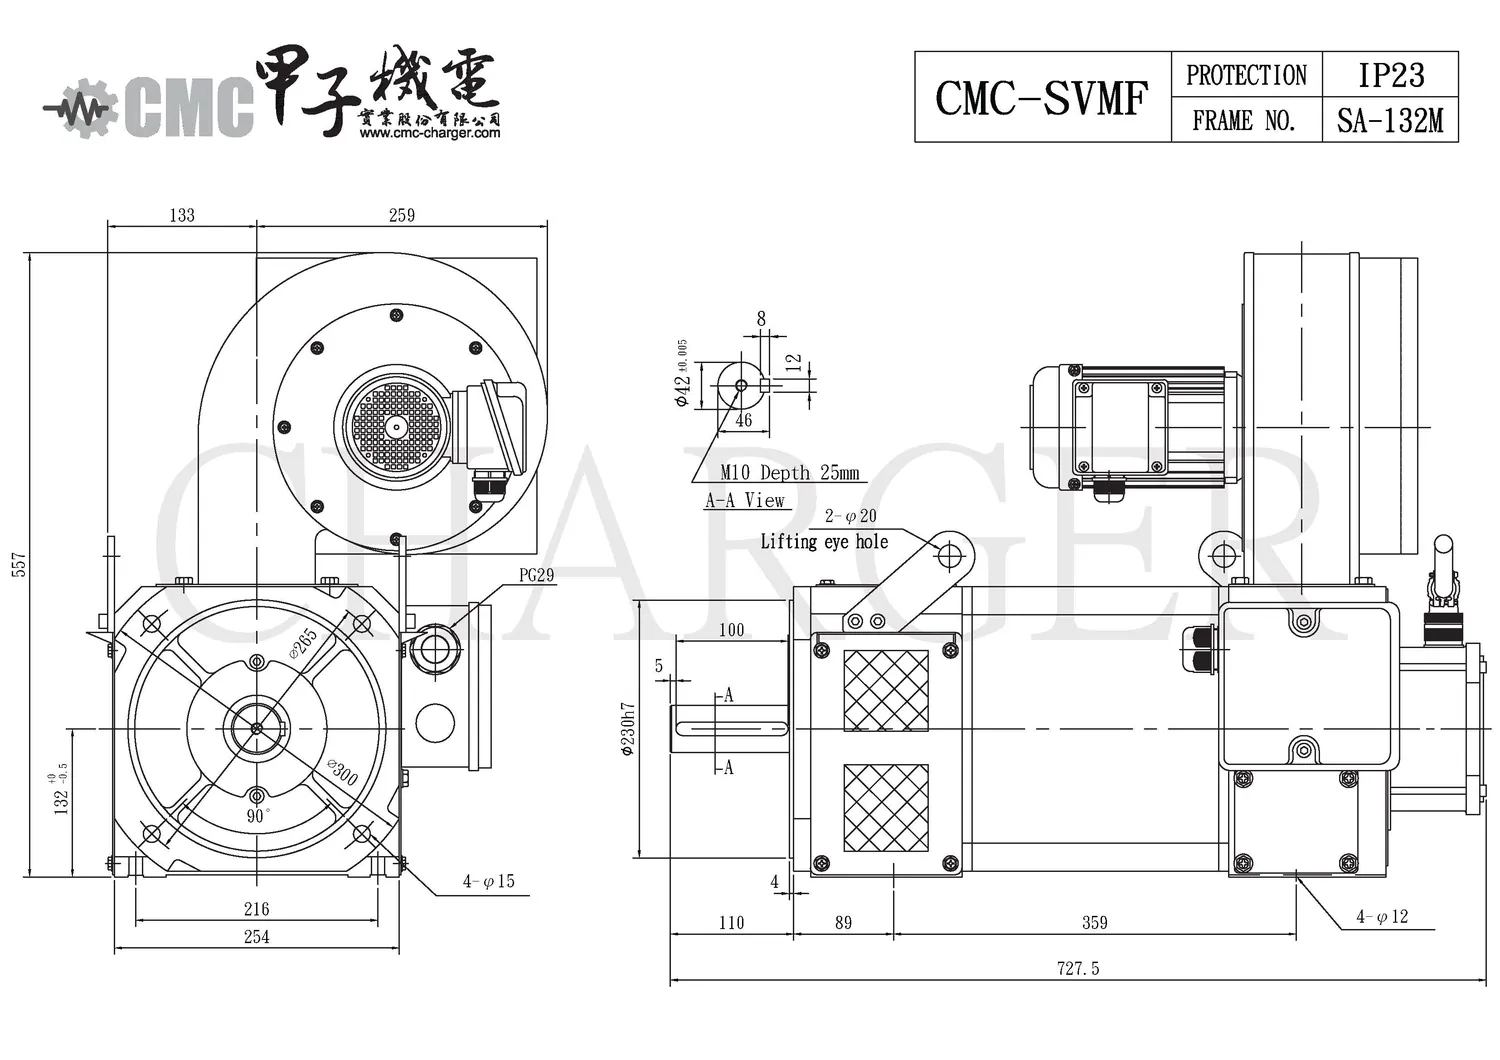 CMC甲子機電
實業股份有限公司
www.cmc-charger.com
CMC-SVMF
PROTECTION
IP23
FRAME NO.
SA-132M
133
259
557
8
12
φ42±0.005
46
M10 Depth 25mm
A-A View
2-φ20
Lifting eye hole
PG29
CHARGER
100
5
A
A
φ230h7
⌀265
⌀300
90°
132 +0 -0.5
4-φ15
216
254
4
110
89
359
4-φ12
727.5